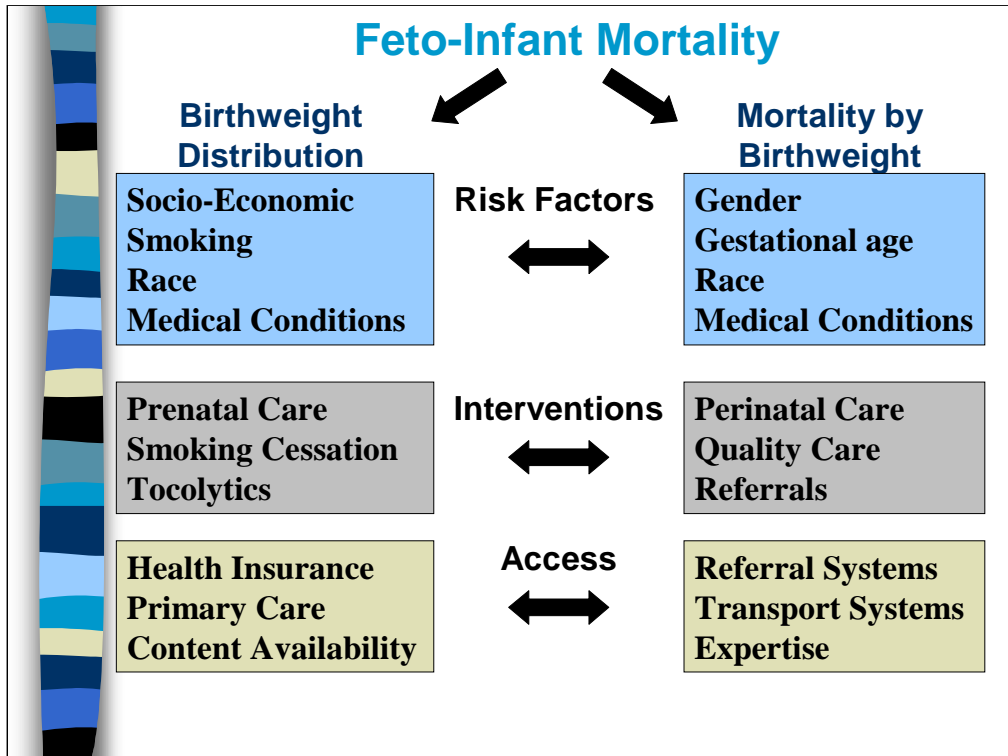 Feto-Infant Mortality
Birthweight
Distribution
Mortality by
Birthweight
Socio-Economic
Smoking
Race
Medical Conditions
Risk Factors
Gender
Gestational age
Race
Medical Conditions
Prenatal Care
Smoking Cessation
Tocolytics
Interventions
Perinatal Care
Quality Care
Referrals
Health Insurance
Primary Care
Content Availability
Access
Referral Systems
Transport Systems
Expertise